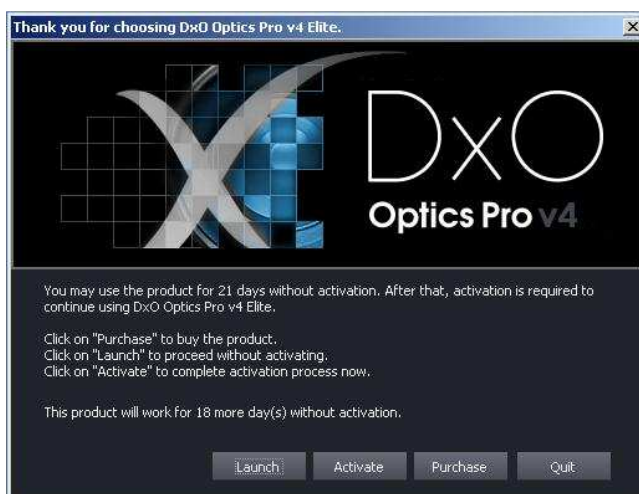 Thank you for choosing DxO Optics Pro v4 Elite.
DxO
Optics Pro v4
You may use the product for 21 days without activation. After that, activation is required to
continue using DxO Optics Pro v4 Elite.
Click on "Purchase" to buy the product.
Click on "Launch" to proceed without activating.
Click on "Activate" to complete activation process now.
This product will work for 18 more day(s) without activation.
Launch Activate Purchase Quit